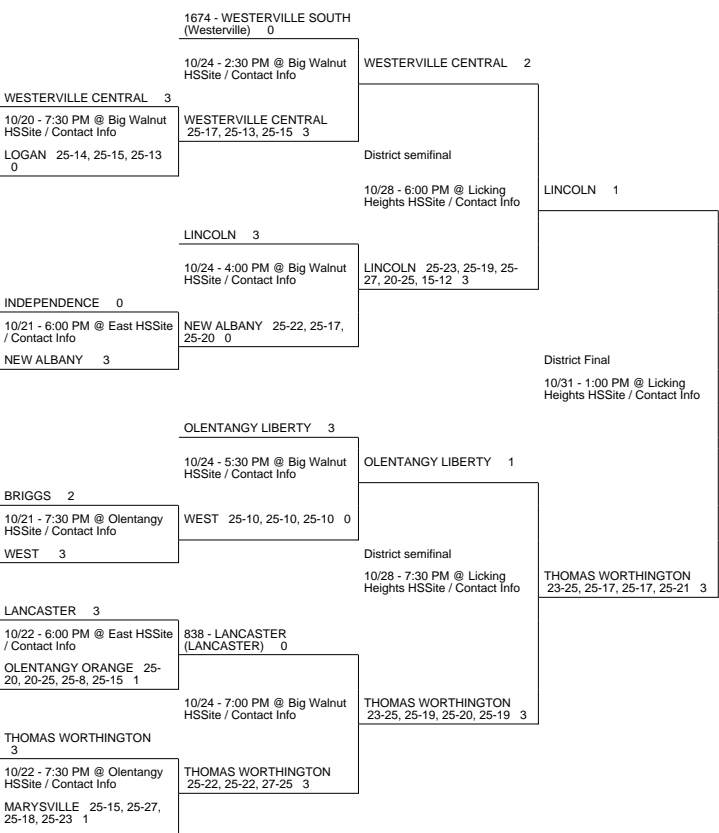 1674 - WESTERVILLE SOUTH
(Westerville) 0
10/24 - 2:30 PM @ Big Walnut
HSSite / Contact Info
WESTERVILLE CENTRAL 2
WESTERVILLE CENTRAL 3
10/20 - 7:30 PM @ Big Walnut
HSSite / Contact Info
WESTERVILLE CENTRAL
25-17, 25-13, 25-15 3
LOGAN 25-14, 25-15, 25-13
0
District semifinal
10/28 - 6:00 PM @ Licking
Heights HSSite / Contact Info
LINCOLN 1
LINCOLN 3
10/24 - 4:00 PM @ Big Walnut
HSSite / Contact Info
LINCOLN 25-23, 25-19, 25-
27, 20-25, 15-12 3
INDEPENDENCE 0
10/21 - 6:00 PM @ East HSSite
/ Contact Info
NEW ALBANY 25-22, 25-17,
25-20 0
NEW ALBANY 3
District Final
10/31 - 1:00 PM @ Licking
Heights HSSite / Contact Info
OLENTANGY LIBERTY 3
10/24 - 5:30 PM @ Big Walnut
HSSite / Contact Info
OLENTANGY LIBERTY 1
BRIGGS 2
10/21 - 7:30 PM @ Olentangy
HSSite / Contact Info
WEST 25-10, 25-10, 25-10 0
WEST 3
District semifinal
10/28 - 7:30 PM @ Licking
Heights HSSite / Contact Info
THOMAS WORTHINGTON
23-25, 25-17, 25-17, 25-21 3
LANCASTER 3
10/22 - 6:00 PM @ East HSSite
/ Contact Info
838 - LANCASTER
(LANCASTER) 0
OLENTANGY ORANGE 25-
20, 20-25, 25-8, 25-15 1
10/24 - 7:00 PM @ Big Walnut
HSSite / Contact Info
THOMAS WORTHINGTON
23-25, 25-19, 25-20, 25-19 3
THOMAS WORTHINGTON
3
10/22 - 7:30 PM @ Olentangy
HSSite / Contact Info
THOMAS WORTHINGTON
25-22, 25-22, 27-25 3
MARYSVILLE 25-15, 25-27,
25-18, 25-23 1